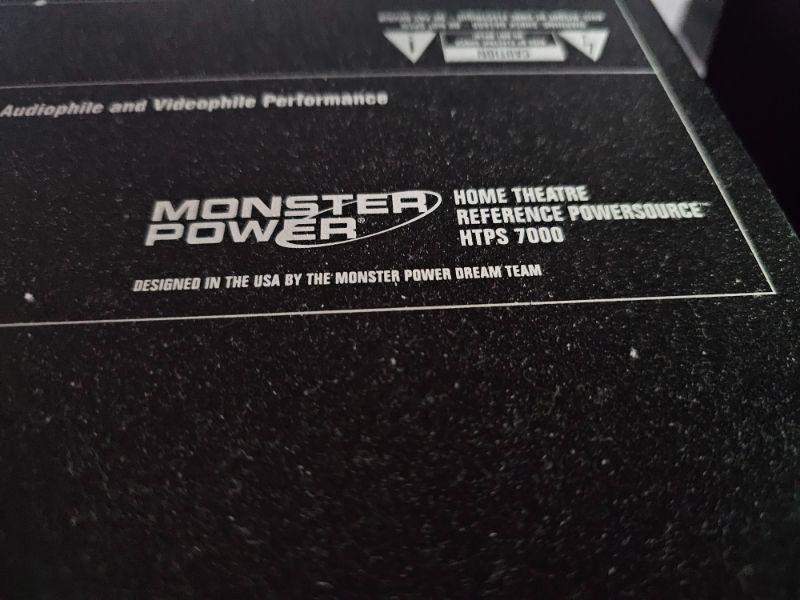 CAUTION
Audiophile and Videophile Performance
MONSTER
POWER®
HOME THEATRE
REFERENCE POWERSOURCE™
HTPS 7000
DESIGNED IN THE USA BY THE MONSTER POWER DREAM TEAM